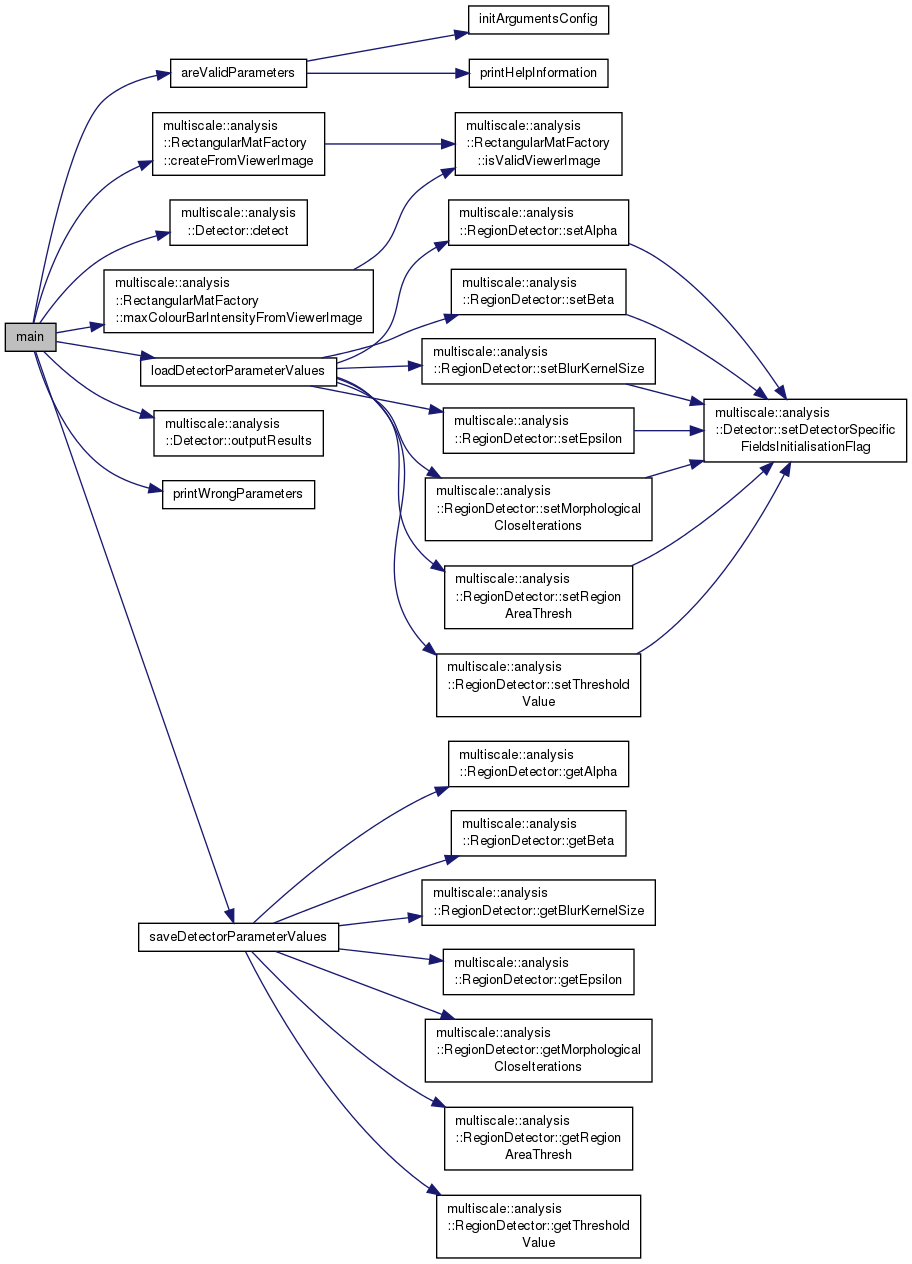 main
areValidParameters
initArgumentsConfig
printHelpInformation
multiscale::analysis
::RectangularMatFactory
::createFromViewerImage
multiscale::analysis
::RectangularMatFactory
::isValidViewerImage
multiscale::analysis
::Detector::detect
multiscale::analysis
::RectangularMatFactory
::maxColourBarIntensityFromViewerImage
loadDetectorParameterValues
multiscale::analysis
::RegionDetector::setAlpha
multiscale::analysis
::RegionDetector::setBeta
multiscale::analysis
::RegionDetector::setBlurKernelSize
multiscale::analysis
::RegionDetector::setEpsilon
multiscale::analysis
::RegionDetector::setMorphological
CloseIterations
multiscale::analysis
::RegionDetector::setRegion
AreaThresh
multiscale::analysis
::RegionDetector::setThreshold
Value
multiscale::analysis
::Detector::setDetectorSpecific
FieldsInitialisationFlag
multiscale::analysis
::Detector::outputResults
printWrongParameters
saveDetectorParameterValues
multiscale::analysis
::RegionDetector::getAlpha
multiscale::analysis
::RegionDetector::getBeta
multiscale::analysis
::RegionDetector::getBlurKernelSize
multiscale::analysis
::RegionDetector::getEpsilon
multiscale::analysis
::RegionDetector::getMorphological
CloseIterations
multiscale::analysis
::RegionDetector::getRegion
AreaThresh
multiscale::analysis
::RegionDetector::getThreshold
Value